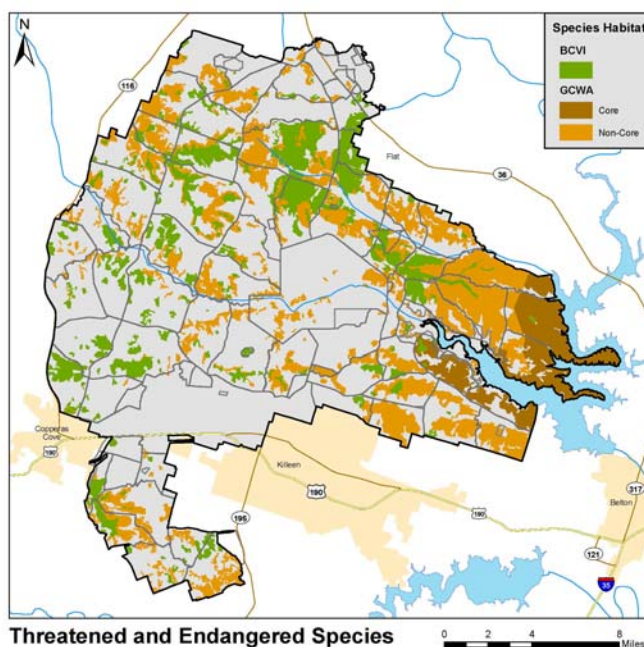 N
Species Habitat
BCVI
GCWA
Core
Non-Core
116
Flat
36
Copperas
Cove
190
Killeen
190
190
317
Belton
195
121
35
Threatened and Endangered Species
0 2 4 8
Miles